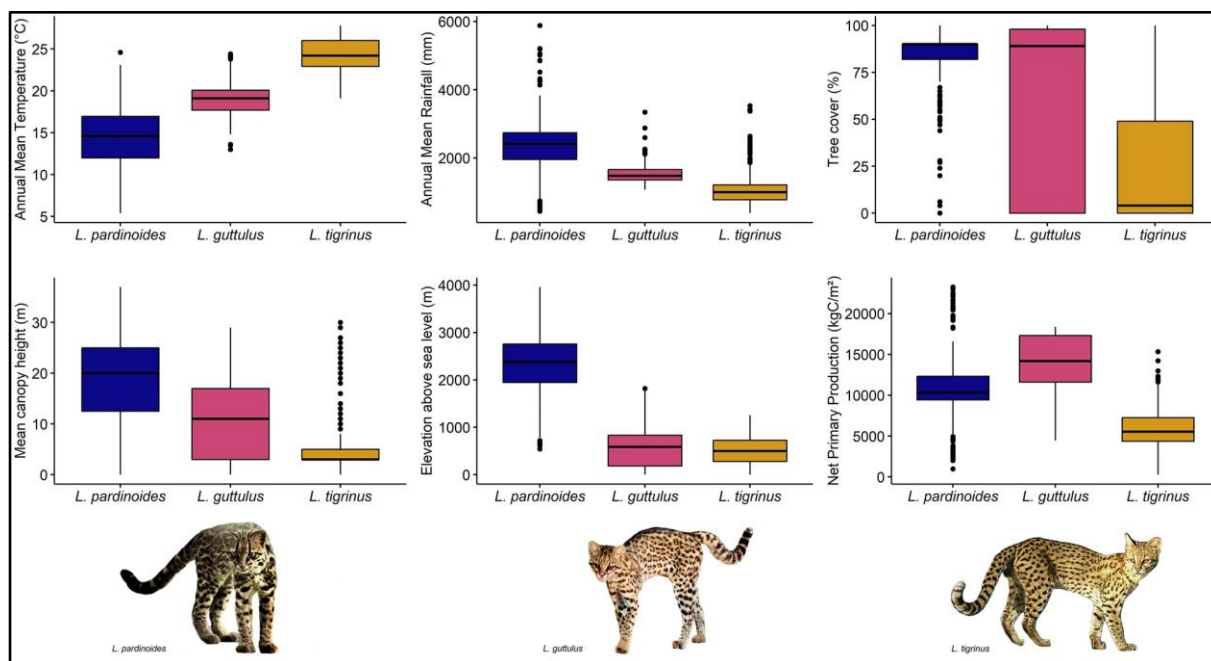 Annual Mean Temperature (°C)
25
20
15
10
5
L. pardinoides L. guttulus L. tigrinus
Annual Mean Rainfall (mm)
6000
4000
2000
L. pardinoides L. guttulus L. tigrinus
Tree cover (%)
100
75
50
25
0
L. pardinoides L. guttulus L. tigrinus
Mean canopy height (m)
30
20
10
0
L. pardinoides L. guttulus L. tigrinus
Elevation above sea level (m)
4000
3000
2000
1000
0
L. pardinoides L. guttulus L. tigrinus
Net Primary Production (kgC/m²)
20000
15000
10000
5000
0
L. pardinoides L. guttulus L. tigrinus
L. pardinoides
L. guttulus
L. tigrinus